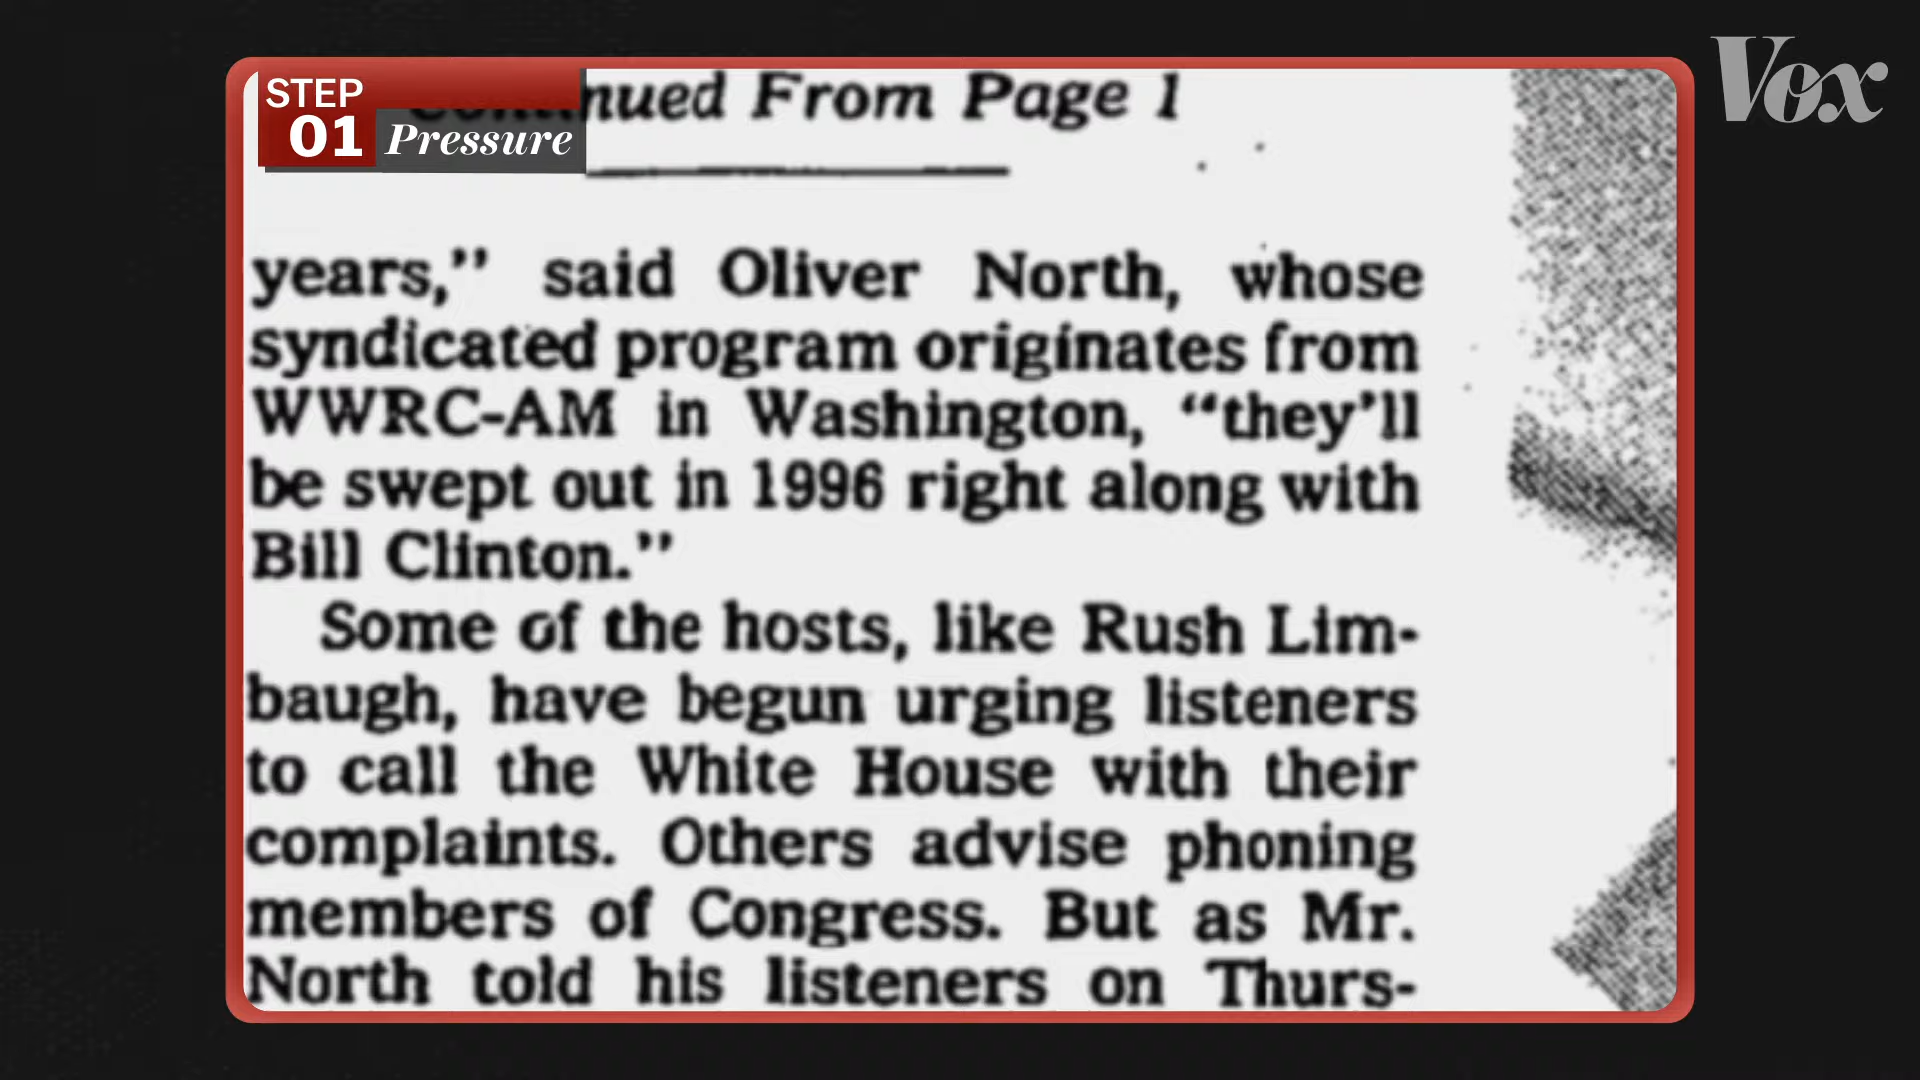 Vox
STEP
01
Pressure
Continued From Page 1
years,’’ said Oliver North, whose
syndicated program originates from
WWRC-AM in Washington, ‘‘they’ll
be swept out in 1996 right along with
Bill Clinton.’’
Some of the hosts, like Rush Lim-
baugh, have begun urging listeners
to call the White House with their
complaints. Others advise phoning
members of Congress. But as Mr.
North told his listeners on Thurs-